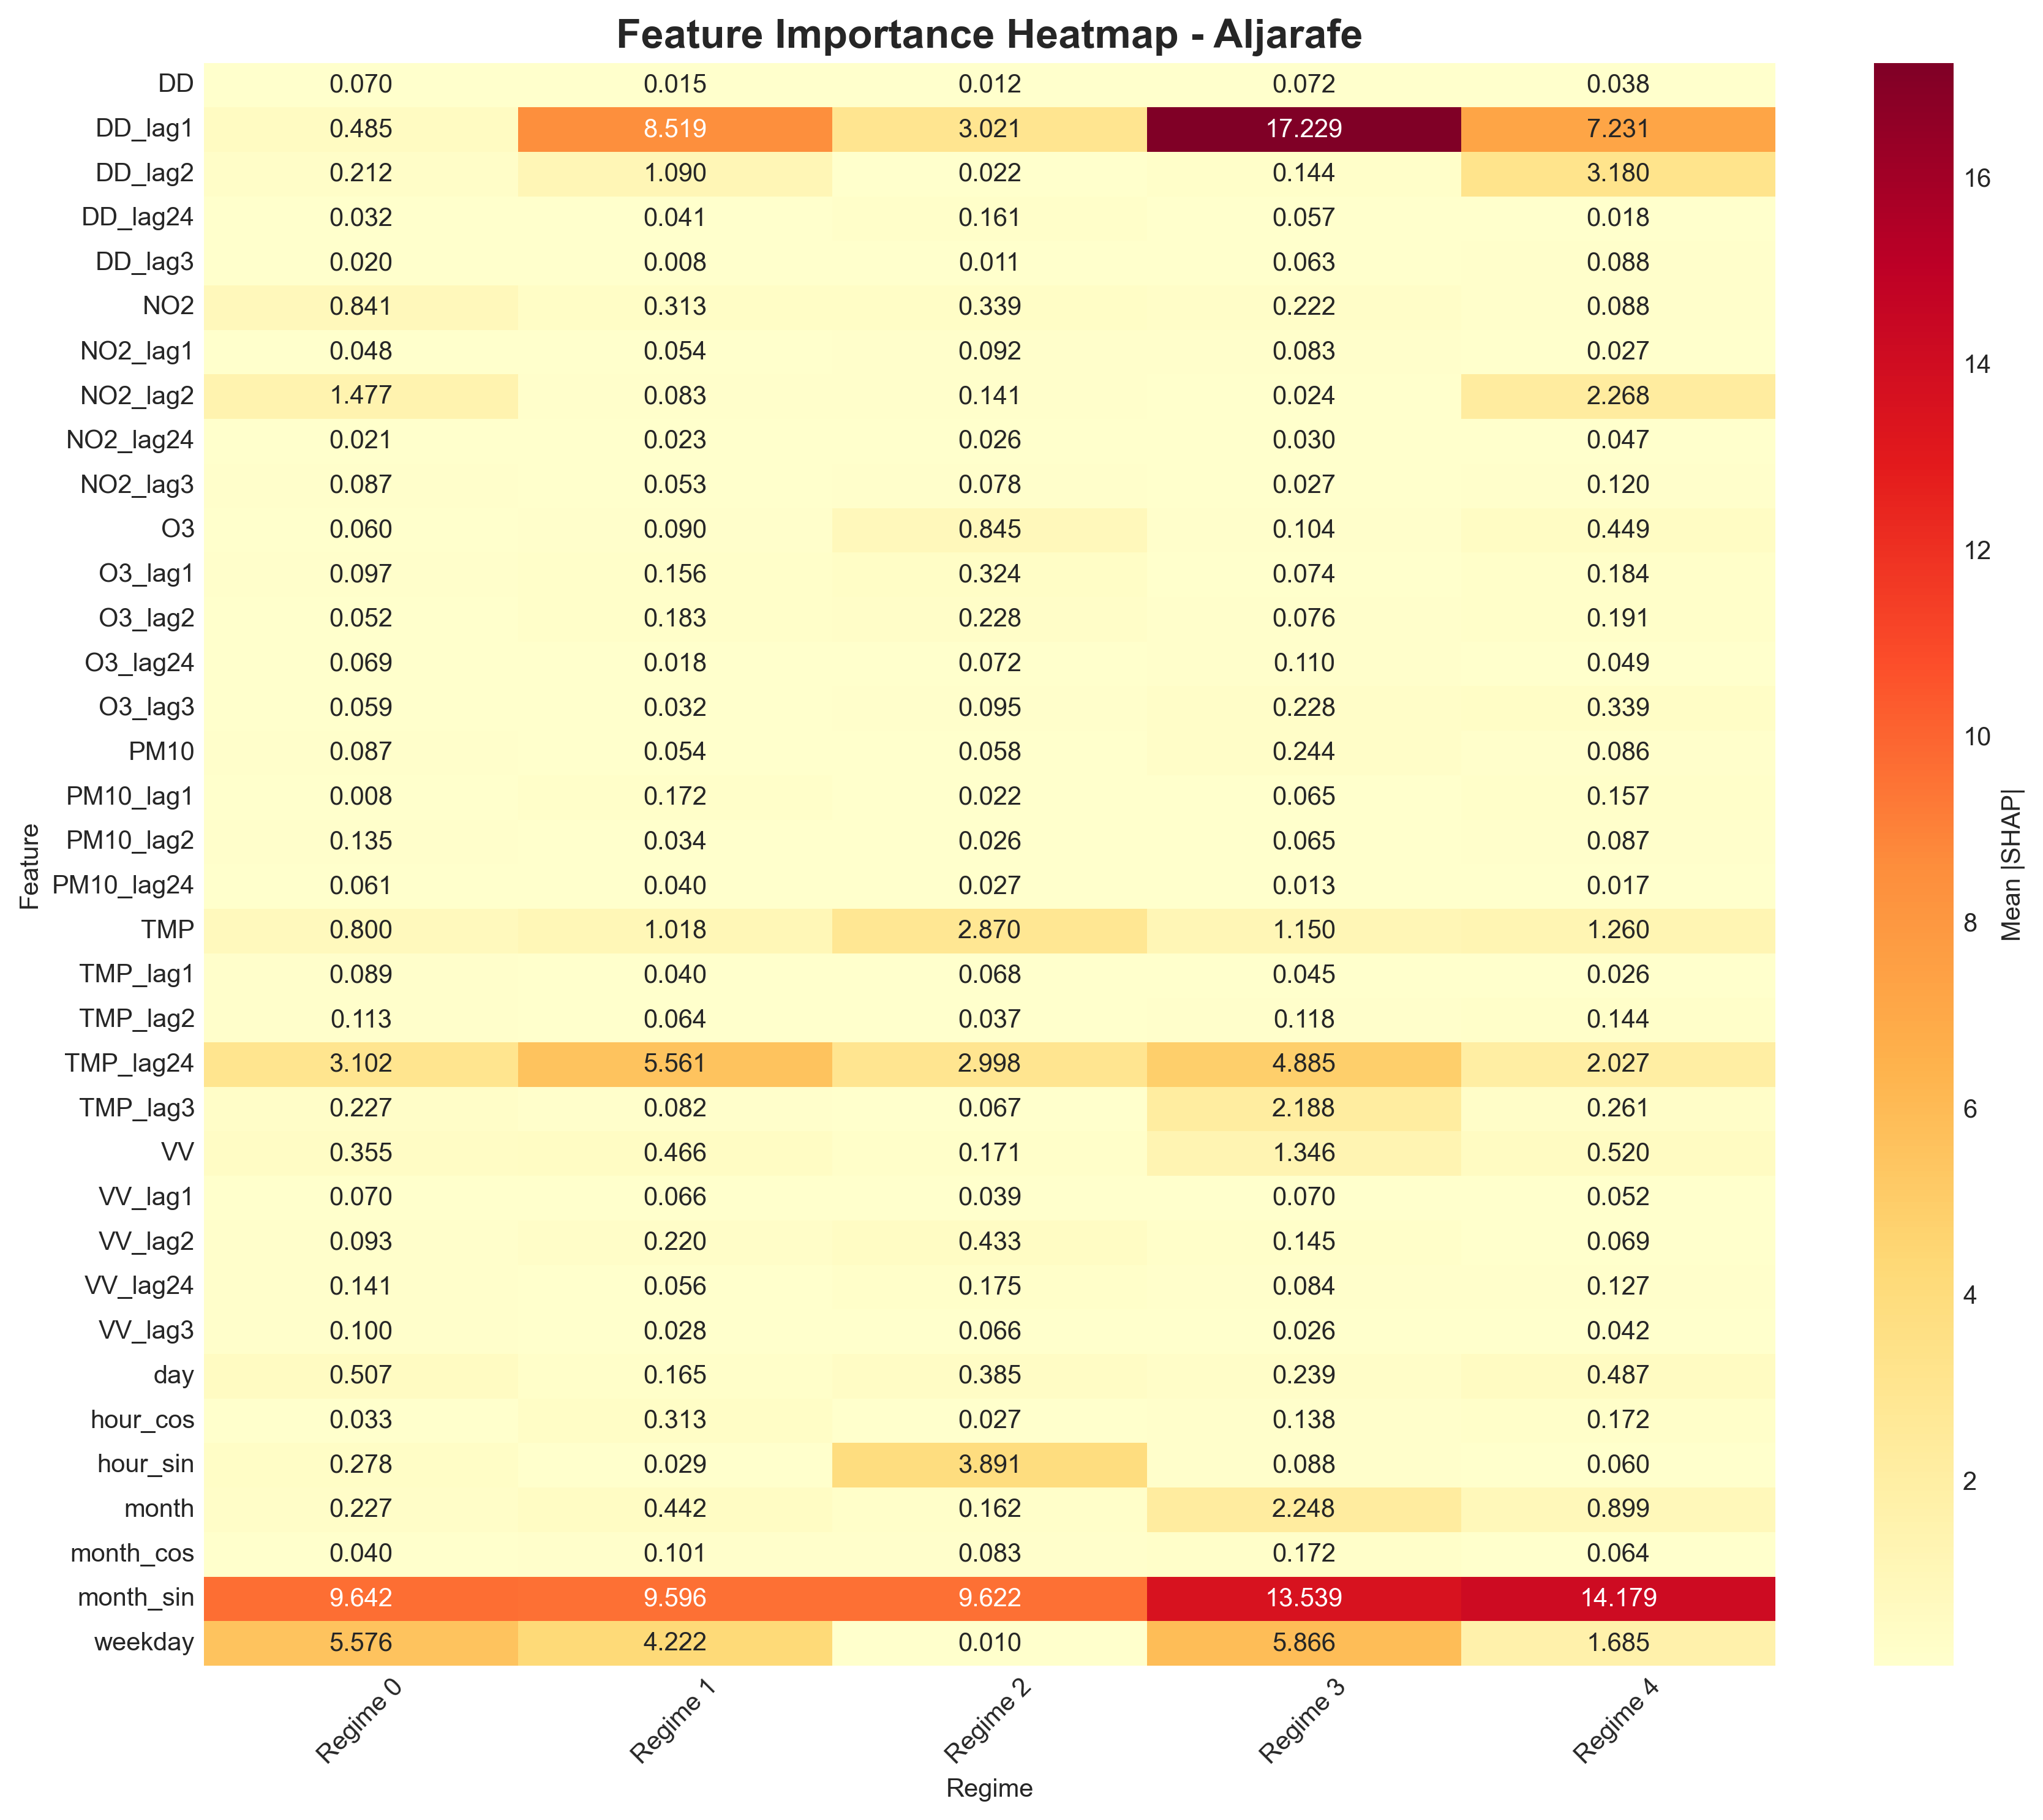 Feature Importance Heatmap - Aljarafe
DD 0.070 0.015 0.012 0.072 0.038
DD_lag1 0.485 8.519 3.021 17.229 7.231
DD_lag2 0.212 1.090 0.022 0.144 3.180
DD_lag24 0.032 0.041 0.161 0.057 0.018
DD_lag3 0.020 0.008 0.011 0.063 0.088
NO2 0.841 0.313 0.339 0.222 0.088
NO2_lag1 0.048 0.054 0.092 0.083 0.027
NO2_lag2 1.477 0.083 0.141 0.024 2.268
NO2_lag24 0.021 0.023 0.026 0.030 0.047
NO2_lag3 0.087 0.053 0.078 0.027 0.120
O3 0.060 0.090 0.845 0.104 0.449
O3_lag1 0.097 0.156 0.324 0.074 0.184
O3_lag2 0.052 0.183 0.228 0.076 0.191
O3_lag24 0.069 0.018 0.072 0.110 0.049
O3_lag3 0.059 0.032 0.095 0.228 0.339
PM10 0.087 0.054 0.058 0.244 0.086
PM10_lag1 0.008 0.172 0.022 0.065 0.157
PM10_lag2 0.135 0.034 0.026 0.065 0.087
PM10_lag24 0.061 0.040 0.027 0.013 0.017
TMP 0.800 1.018 2.870 1.150 1.260
TMP_lag1 0.089 0.040 0.068 0.045 0.026
TMP_lag2 0.113 0.064 0.037 0.118 0.144
TMP_lag24 3.102 5.561 2.998 4.885 2.027
TMP_lag3 0.227 0.082 0.067 2.188 0.261
VV 0.355 0.466 0.171 1.346 0.520
VV_lag1 0.070 0.066 0.039 0.070 0.052
VV_lag2 0.093 0.220 0.433 0.145 0.069
VV_lag24 0.141 0.056 0.175 0.084 0.127
VV_lag3 0.100 0.028 0.066 0.026 0.042
day 0.507 0.165 0.385 0.239 0.487
hour_cos 0.033 0.313 0.027 0.138 0.172
hour_sin 0.278 0.029 3.891 0.088 0.060
month 0.227 0.442 0.162 2.248 0.899
month_cos 0.040 0.101 0.083 0.172 0.064
month_sin 9.642 9.596 9.622 13.539 14.179
weekday 5.576 4.222 0.010 5.866 1.685
Regime 0 Regime 1 Regime 2 Regime 3 Regime 4
Regime
Feature
16
14
12
10
8
6
4
2
Mean |SHAP|